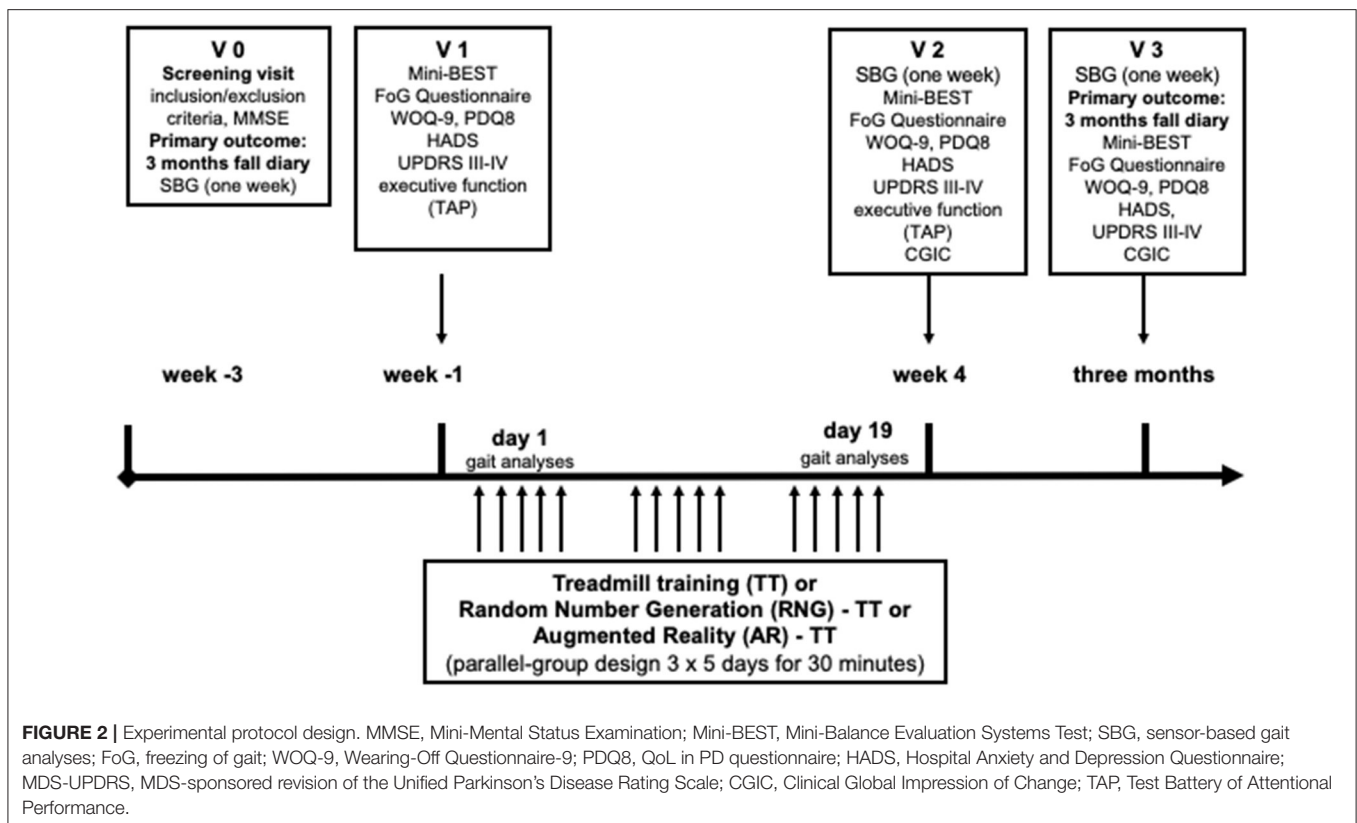 V 0
Screening visit
inclusion/exclusion
criteria, MMSE
Primary outcome:
3 months fall diary
SBG (one week)
V 1
Mini-BEST
FoG Questionnaire
WOQ-9, PDQ8
HADS
UPDRS III-IV
executive function
(TAP)
V 2
SBG (one week)
Mini-BEST
FoG Questionnaire
WOQ-9, PDQ8
HADS
UPDRS III-IV
executive function
(TAP)
CGIC
V 3
SBG (one week)
Primary outcome:
3 months fall diary
Mini-BEST
FoG Questionnaire
WOQ-9, PDQ8
HADS,
UPDRS III-IV
CGIC
week -3
week -1
week 4
three months
day 1
gait analyses
day 19
gait analyses
Treadmill training (TT) or
Random Number Generation (RNG) - TT or
Augmented Reality (AR) - TT
(parallel-group design 3 x 5 days for 30 minutes)
FIGURE 2 | Experimental protocol design. MMSE, Mini-Mental Status Examination; Mini-BEST, Mini-Balance Evaluation Systems Test; SBG, sensor-based gait
analyses; FoG, freezing of gait; WOQ-9, Wearing-Off Questionnaire-9; PDQ8, QoL in PD questionnaire; HADS, Hospital Anxiety and Depression Questionnaire;
MDS-UPDRS, MDS-sponsored revision of the Unified Parkinson's Disease Rating Scale; CGIC, Clinical Global Impression of Change; TAP, Test Battery of Attentional
Performance.